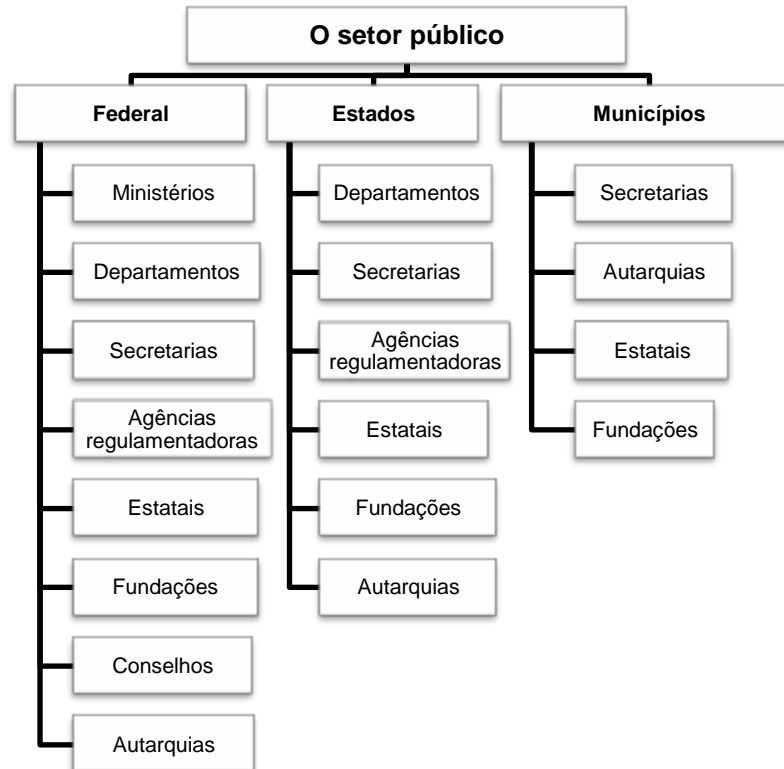 O setor público
Federal
Ministérios
Departamentos
Secretarias
Agências
regulamentadoras
Estatais
Fundações
Conselhos
Autarquias
Estados
Departamentos
Secretarias
Agências
regulamentadoras
Estatais
Fundações
Autarquias
Municípios
Secretarias
Autarquias
Estatais
Fundações